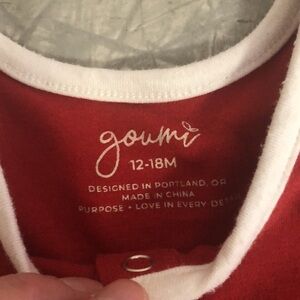 goumi
12-18M
DESIGNED IN PORTLAND, OR
MADE IN CHINA
PURPOSE + LOVE IN EVERY